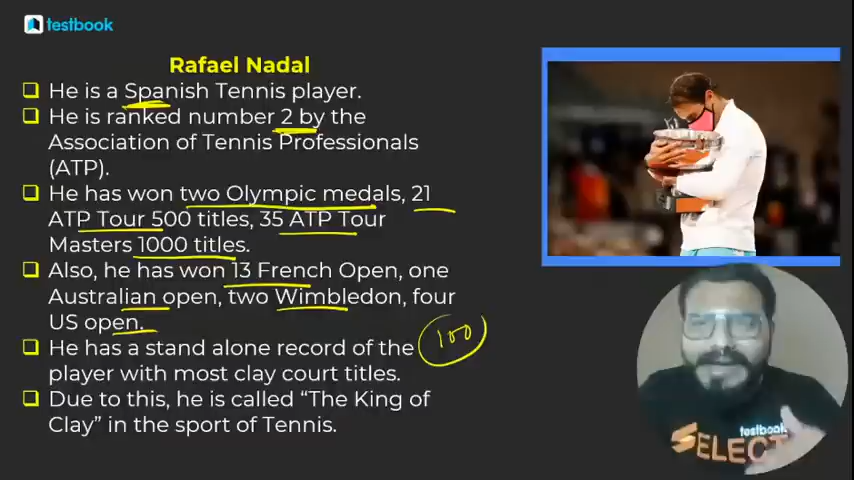 testbook
Rafael Nadal
He is a Spanish Tennis player.
He is ranked number 2 by the
Association of Tennis Professionals
(ATP).
He has won two Olympic medals, 21
ATP Tour 500 titles, 35 ATP Tour
Masters 1000 titles.
Also, he has won 13 French Open, one
Australian open, two Wimbledon, four
US open.
100
He has a stand alone record of the
player with most clay court titles.
Due to this, he is called “The King of
Clay” in the sport of Tennis.
testbook
SELECT